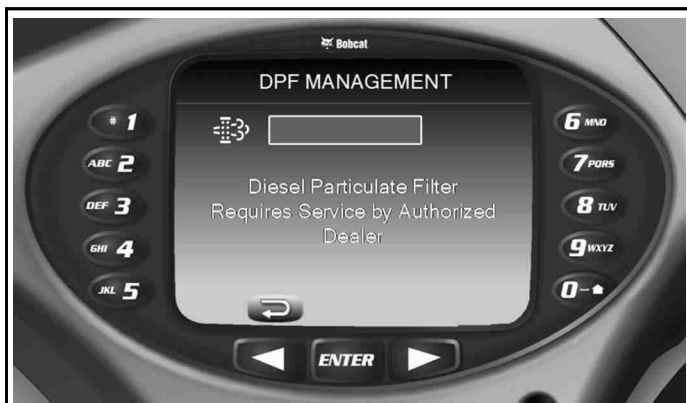 Bobcat
DPF MANAGEMENT
Diesel Particulate Filter
Requires Service by Authorized
Dealer
# 1
ABC 2
DEF 3
GHI 4
JKL 5
6 MNO
7 PQRS
8 TUV
9 WXYZ
0
ENTER